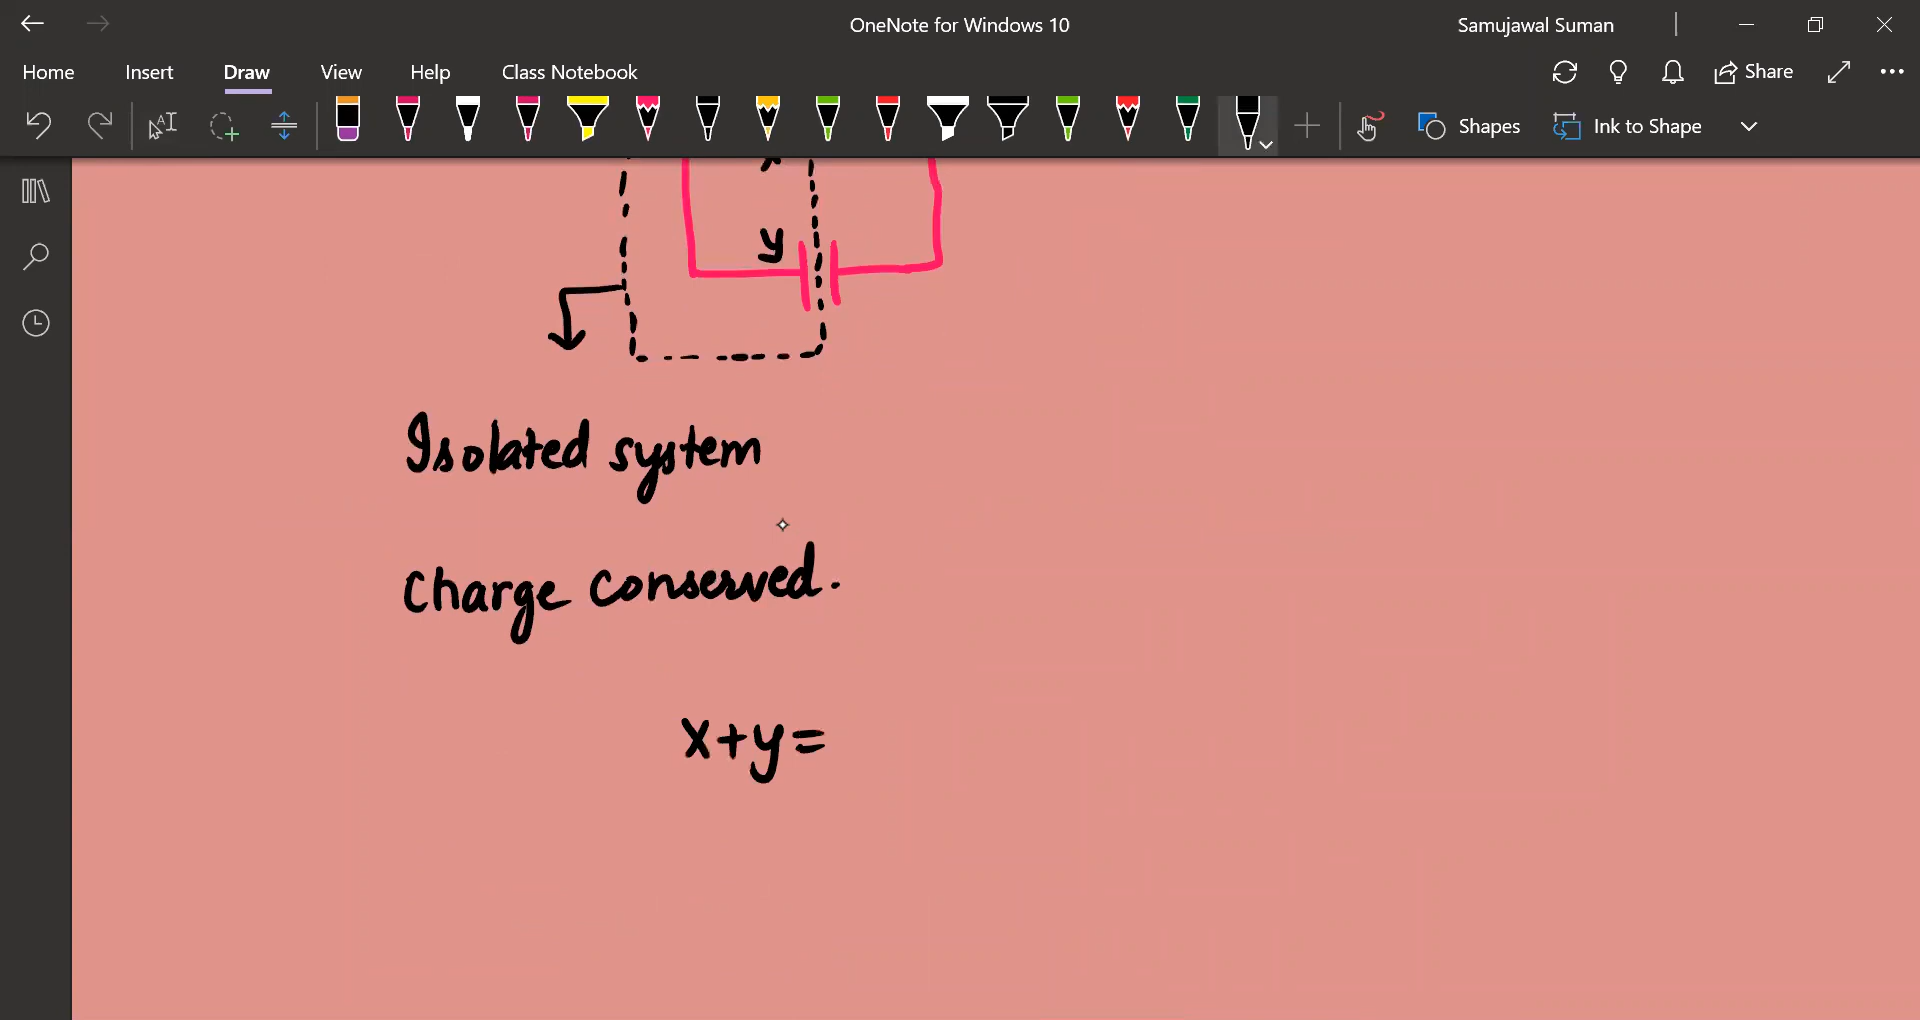 OneNote for Windows 10
Samujawal Suman
Home Insert Draw View Help Class Notebook
Share
Shapes Ink to Shape
x
y
Isolated system
Charge conserved.
x+y=